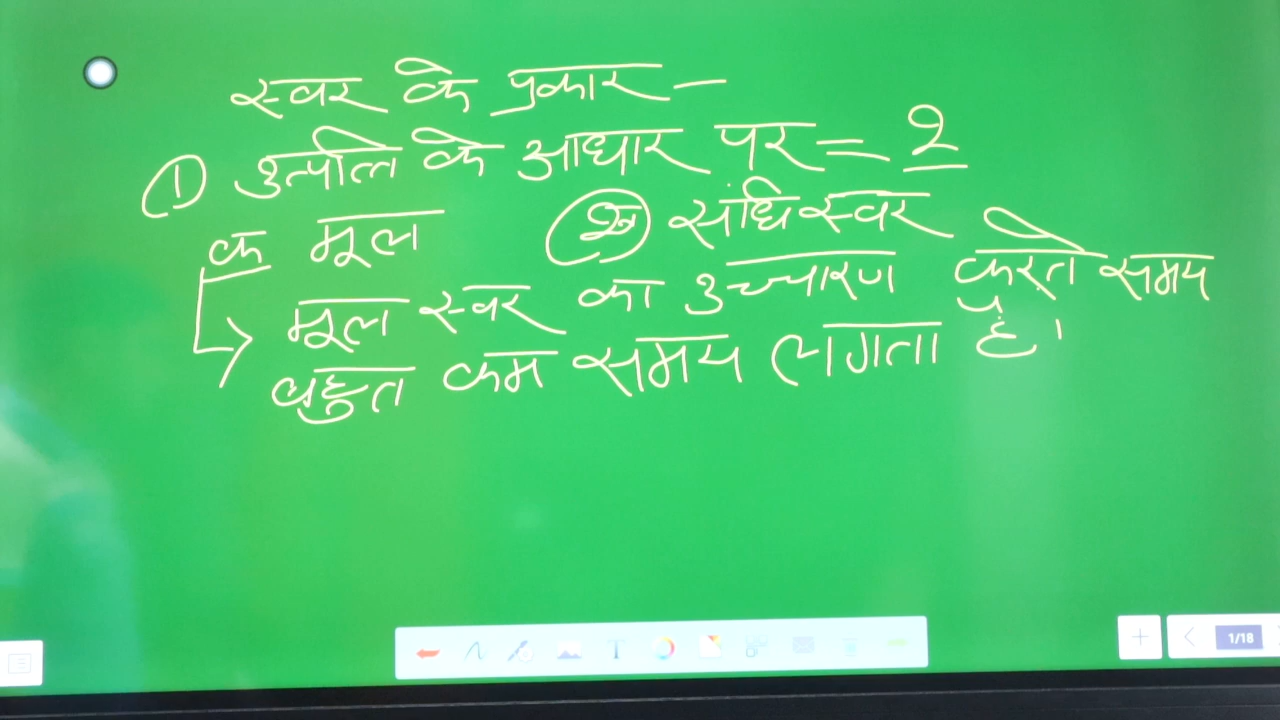 स्वर के प्रकार –
① उत्पत्ति के आधार पर = २
क मूल ख संधि स्वर
मूल स्वर का उच्चारण करते समय
बहुत कम समय लगता है।
1/18